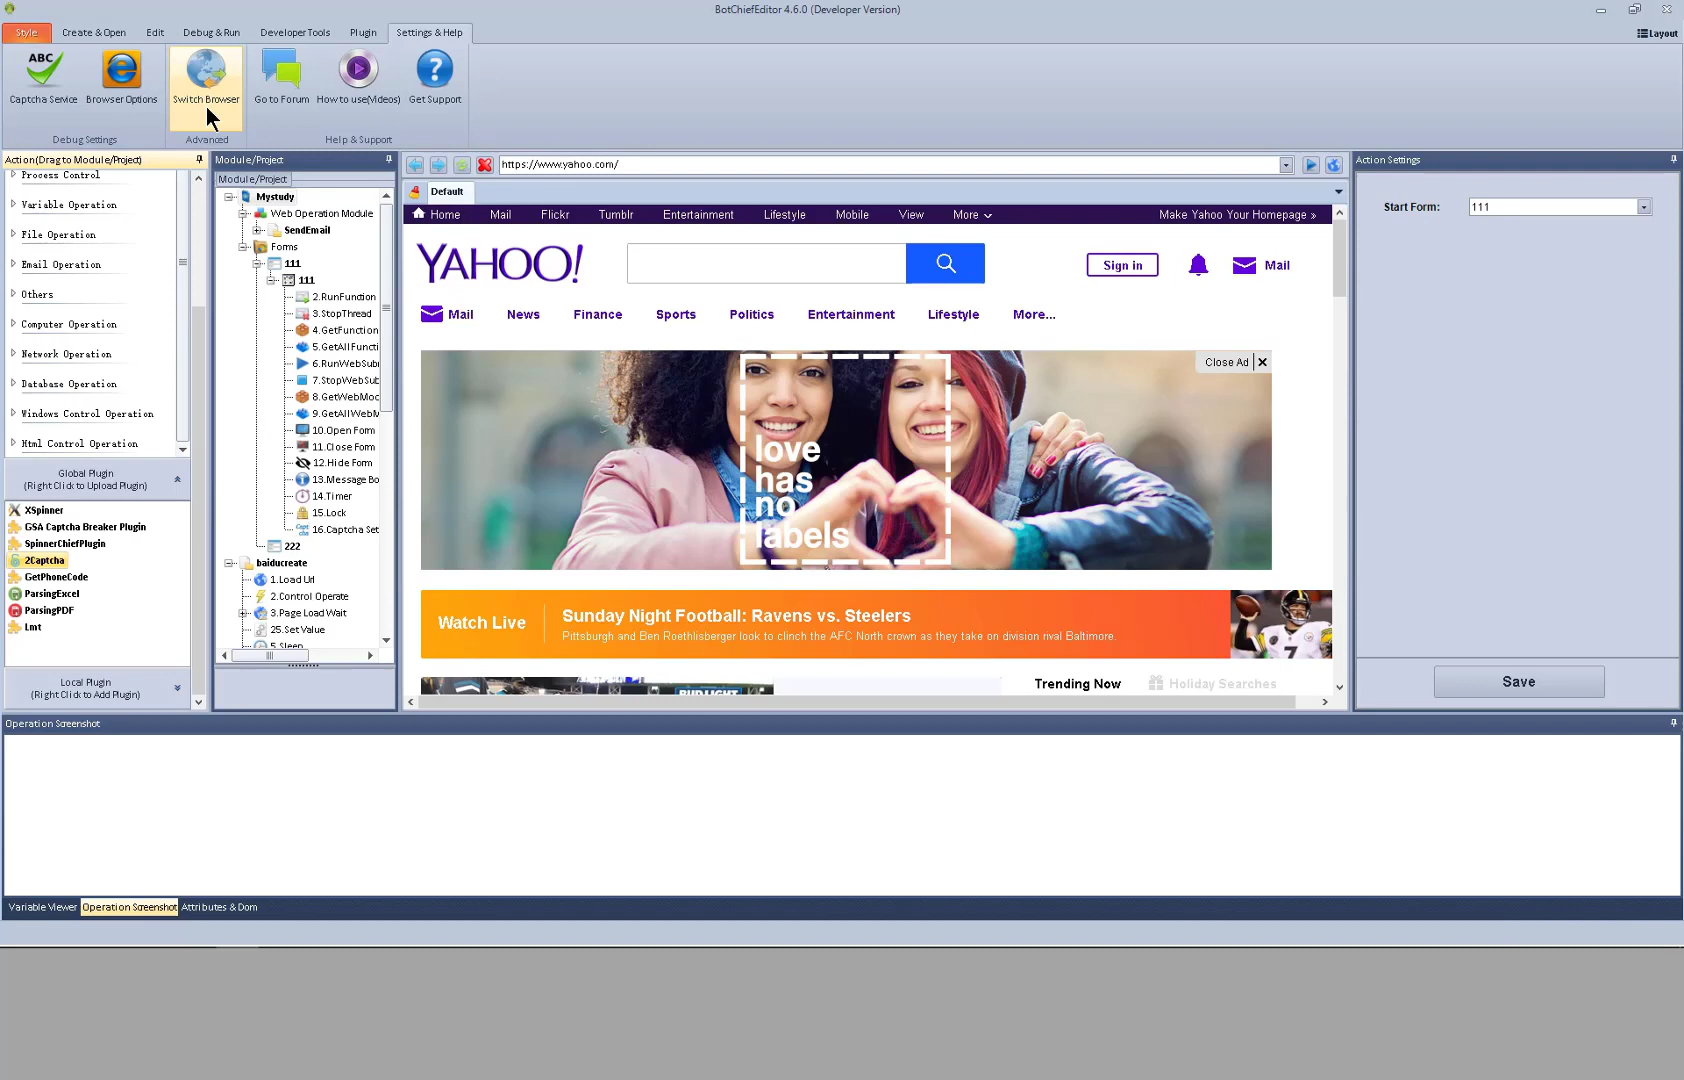 BotChiefEditor 4.6.0 (Developer Version)
Style
Create & Open
Edit
Debug & Run
Developer Tools
Plugin
Settings & Help
Layout
ABC
Captcha Service
Browser Options
Switch Browser
Go to Forum
How to use(Videos)
Get Support
Debug Settings
Advanced
Help & Support
Action(Drag to Module/Project)
Process Control
Variable Operation
File Operation
Email Operation
Others
Computer Operation
Network Operation
Database Operation
Windows Control Operation
Html Control Operation
Global Plugin
(Right Click to Upload Plugin)
XSpinner
GSA Captcha Breaker Plugin
SpinnerChiefPlugin
2Captcha
GetPhoneCode
ParsingExcel
ParsingPDF
Lmt
Local Plugin
(Right Click to Add Plugin)
Module/Project
Module/Project
Mystudy
Web Operation Module
SendEmail
Forms
111
111
2.RunFunction
3.StopThread
4.GetFunction
5.GetAllFuncti
6.RunWebSub
7.StopWebSub
8.GetWebMod
9.GetAllWebM
10.Open Form
11.Close Form
12.Hide Form
13.Message Bo
14.Timer
15.Lock
16.Captcha Set
222
baiducreate
1.Load Url
2.Control Operate
3.Page Load Wait
25.Set Value
5.Sleep
https://www.yahoo.com/
Default
Home
Mail
Flickr
Tumblr
Entertainment
Lifestyle
Mobile
View
More
Make Yahoo Your Homepage »
YAHOO!
Sign in
Mail
Mail
News
Finance
Sports
Politics
Entertainment
Lifestyle
More...
Close Ad
love
has
no
labels
Watch Live
Sunday Night Football: Ravens vs. Steelers
Pittsburgh and Ben Roethlisberger look to clinch the AFC North crown as they take on division rival Baltimore.
7
BUD LIGHT
Trending Now
Holiday Searches
Action Settings
Start Form:
111
Save
Operation Screenshot
Variable Viewer
Operation Screenshot
Attributes & Dom